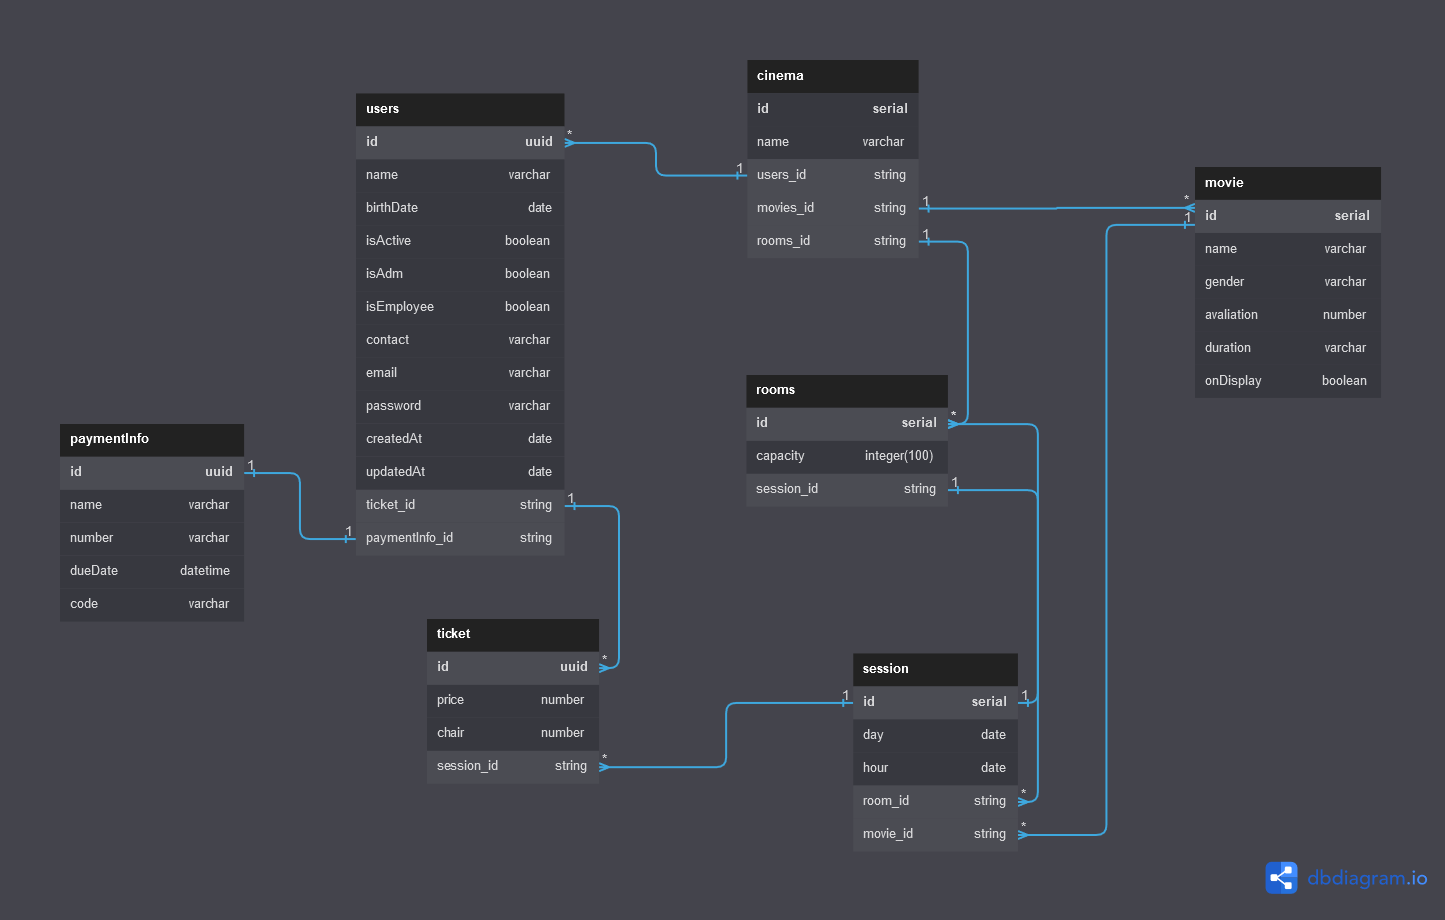 cinema
id serial
name varchar
users_id string
movies_id string
rooms_id string
users
id uuid
name varchar
birthDate date
isActive boolean
isAdm boolean
isEmployee boolean
contact varchar
email varchar
password varchar
createdAt date
updatedAt date
ticket_id string
paymentInfo_id string
movie
id serial
name varchar
gender varchar
avaliation number
duration varchar
onDisplay boolean
rooms
id serial
capacity integer(100)
session_id string
paymentInfo
id uuid
name varchar
number varchar
dueDate datetime
code varchar
ticket
id uuid
price number
chair number
session_id string
session
id serial
day date
hour date
room_id string
movie_id string
* 1
1 *
1 *
1 1
1 *
1 1
* 1
1 *
* 1
dbdiagram.io